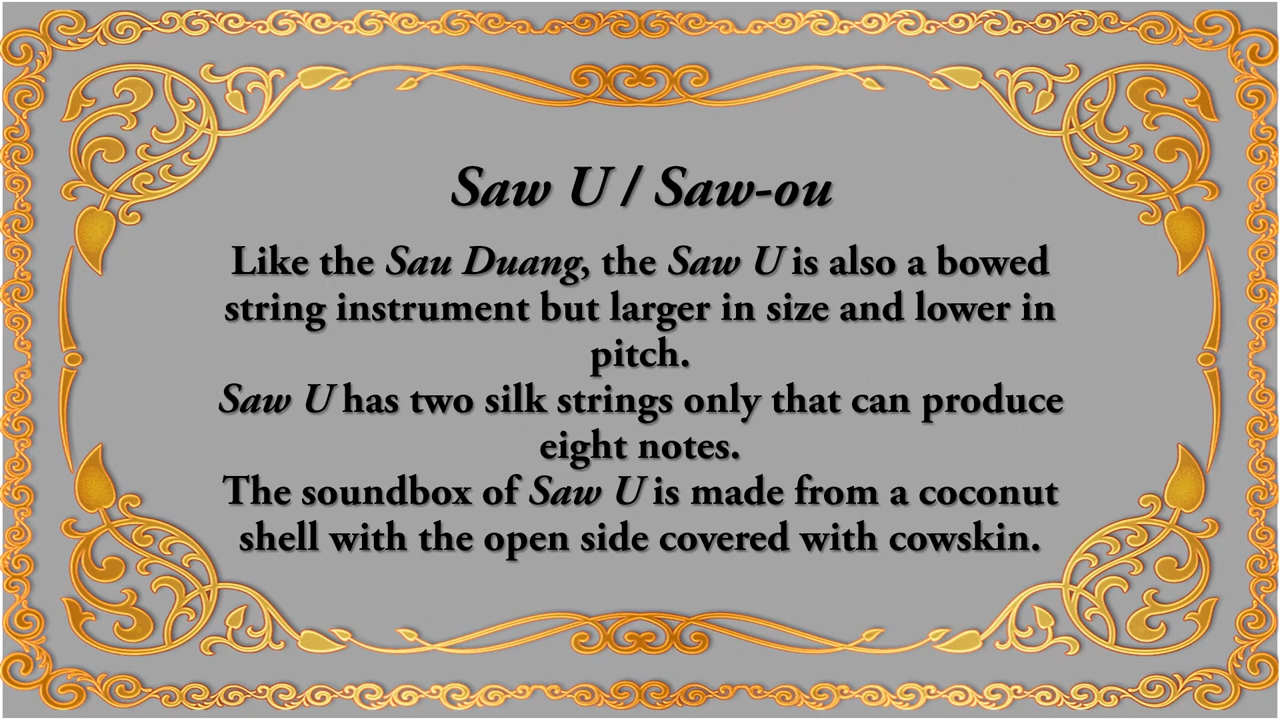 Saw U / Saw-ou
Like the Sau Duang, the Saw U is also a bowed
string instrument but larger in size and lower in
pitch.
Saw U has two silk strings only that can produce
eight notes.
The soundbox of Saw U is made from a coconut
shell with the open side covered with cowskin.